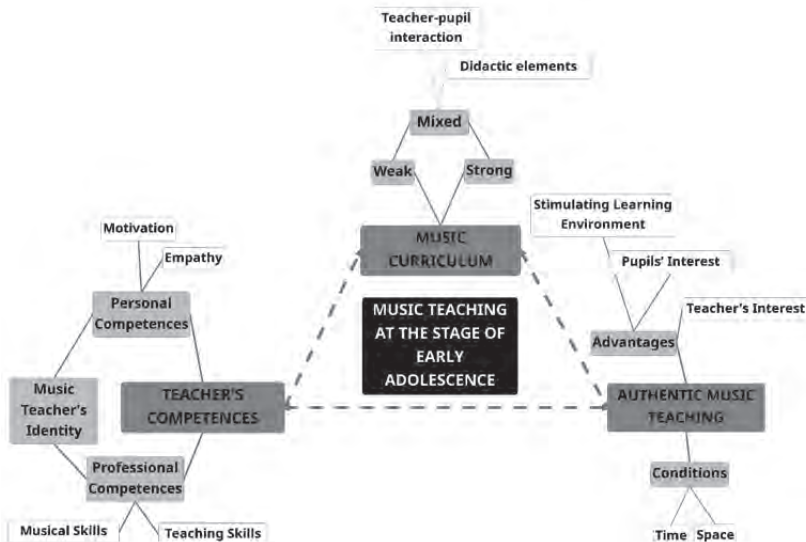 Teacher-pupil
interaction
Didactic elements
Mixed
Weak
Strong
MUSIC
CURRICULUM
Stimulating Learning
Environment
Pupils' Interest
Teacher's Interest
Advantages
Motivation
Empathy
Personal
Competences
MUSIC TEACHING
AT THE STAGE OF
EARLY
ADOLESCENCE
Music
Teacher's
Identity
TEACHER'S
COMPETENCES
AUTHENTIC MUSIC
TEACHING
Professional
Competences
Conditions
Musical Skills
Teaching Skills
Time
Space